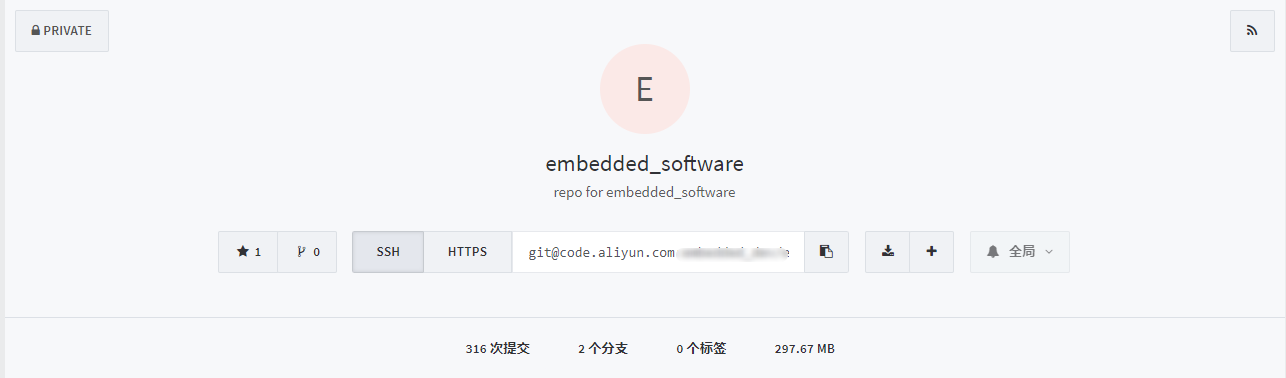 PRIVATE
E
embedded_software
repo for embedded_software
1 0 SSH HTTPS git@code.aliyun.com 全局
316 次提交 2 个分支 0 个标签 297.67 MB